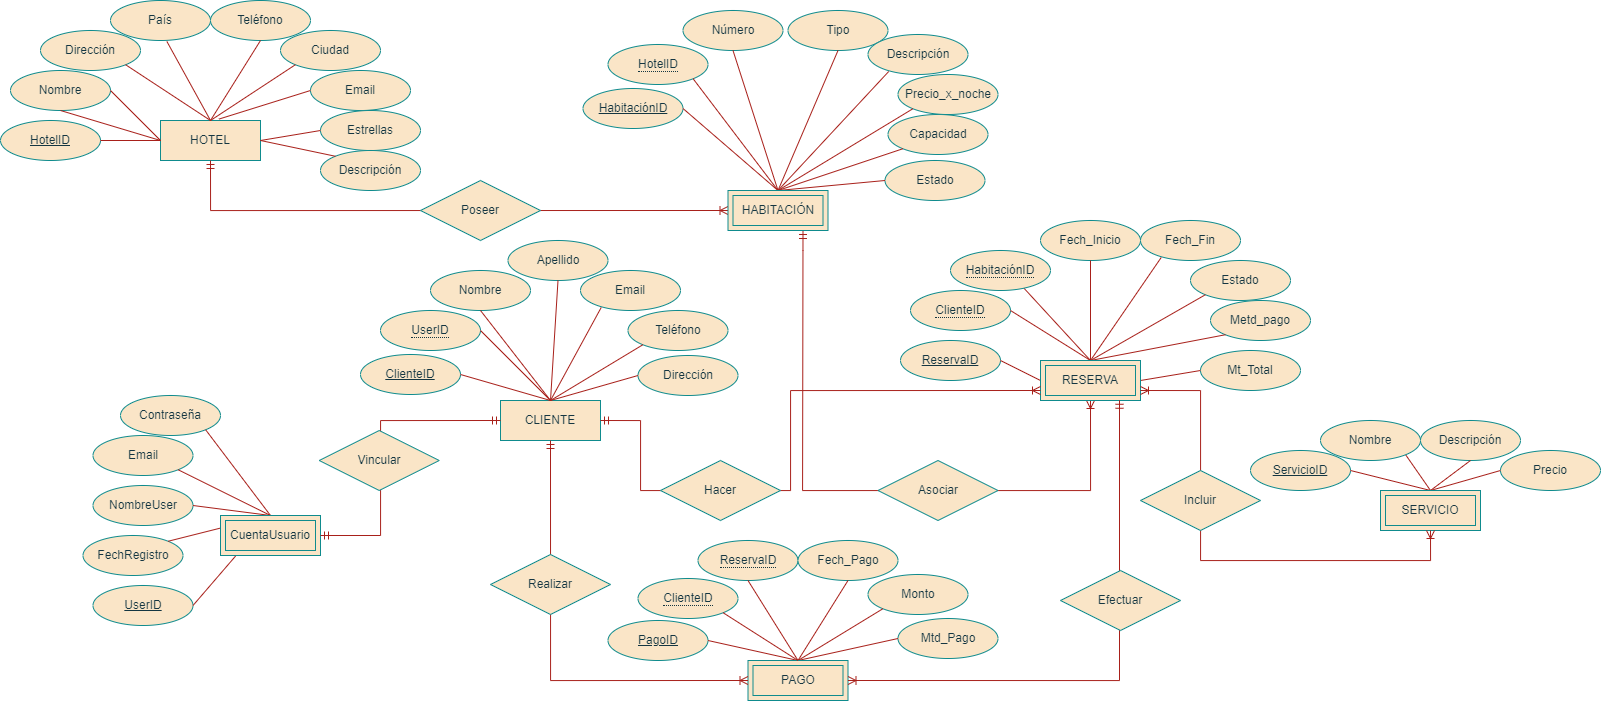 País
Teléfono
Dirección
Ciudad
Nombre
Email
HotelID
HOTEL
Estrellas
Descripción
Número
Tipo
HotelID
Descripción
HabitaciónID
Precio_x_noche
Capacidad
Estado
Poseer
HABITACIÓN
Apellido
Nombre
Email
UserID
Teléfono
ClienteID
Dirección
CLIENTE
Fech_Inicio
Fech_Fin
HabitaciónID
Estado
ClienteID
Metd_pago
ReservaID
Mt_Total
RESERVA
Contraseña
Email
NombreUser
FechRegistro
UserID
CuentaUsuario
Vincular
Hacer
Asociar
Incluir
Nombre
Descripción
ServicioID
Precio
SERVICIO
Realizar
Efectuar
ReservaID
Fech_Pago
ClienteID
Monto
PagoID
Mtd_Pago
PAGO